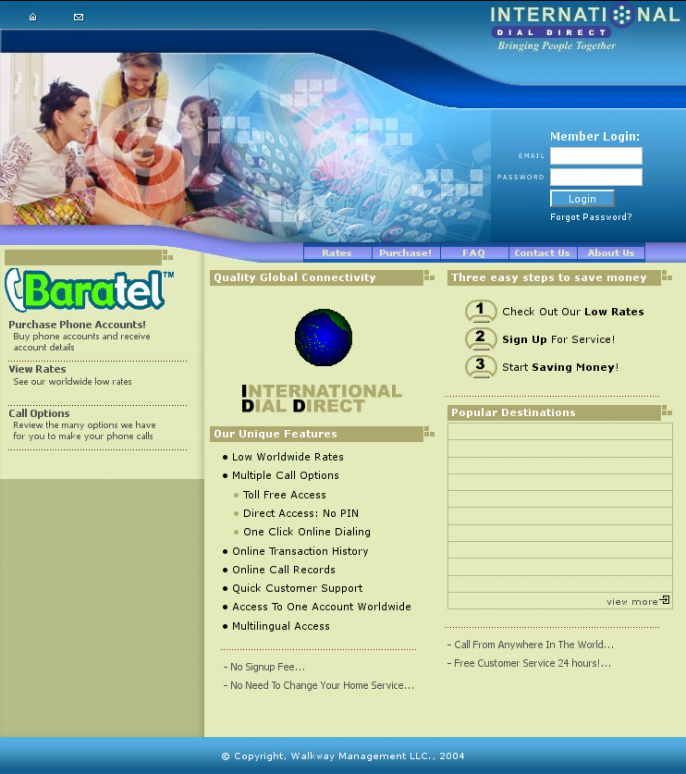 INTERNATIONAL
DIAL DIRECT
Bringing People Together
Member Login:
EMAIL
PASSWORD
Login
Forgot Password?
Rates Purchase! FAQ Contact Us About Us
Baratel™
Purchase Phone Accounts!
Buy phone accounts and receive
account details
View Rates
See our worldwide low rates
Call Options
Review the many options we have
for you to make your phone calls
Quality Global Connectivity
INTERNATIONAL
DIAL DIRECT
Our Unique Features
• Low Worldwide Rates
• Multiple Call Options
• Toll Free Access
• Direct Access: No PIN
• One Click Online Dialing
• Online Transaction History
• Online Call Records
• Quick Customer Support
• Access To One Account Worldwide
• Multilingual Access
- No Signup Fee...
- No Need To Change Your Home Service...
Three easy steps to save money
1 Check Out Our Low Rates
2 Sign Up For Service!
3 Start Saving Money!
Popular Destinations
view more
- Call From Anywhere In The World...
- Free Customer Service 24 hours!...
© Copyright, Walkway Management LLC., 2004